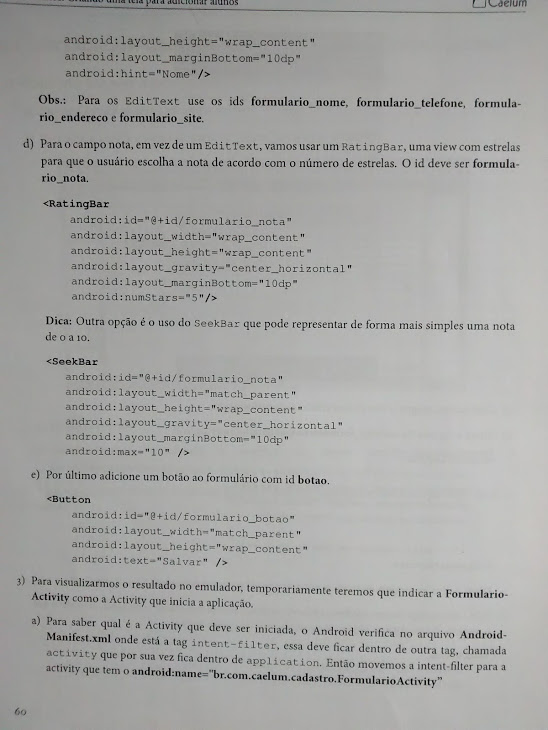 Criando uma tela para adicionar alunos
Caelum
android:layout_height="wrap_content"
android:layout_marginBottom="10dp"
android:hint="Nome"/>
Obs.: Para os EditText use os ids formulario_nome, formulario_telefone, formula-
rio_endereco e formulario_site.
d) Para o campo nota, em vez de um EditText, vamos usar um RatingBar, uma view com estrelas
para que o usuário escolha a nota de acordo com o número de estrelas. O id deve ser formula-
rio_nota.
<RatingBar
android:id="@+id/formulario_nota"
android:layout_width="wrap_content"
android:layout_height="wrap_content"
android:layout_gravity="center_horizontal"
android:layout_marginBottom="10dp"
android:numStars="5"/>
Dica: Outra opção é o uso do SeekBar que pode representar de forma mais simples uma nota
de 0 a 10.
<SeekBar
android:id="@+id/formulario_nota"
android:layout_width="match_parent"
android:layout_height="wrap_content"
android:layout_gravity="center_horizontal"
android:layout_marginBottom="10dp"
android:max="10" />
e) Por último adicione um botão ao formulário com id botao.
<Button
android:id="@+id/formulario_botao"
android:layout_width="match_parent"
android:layout_height="wrap_content"
android:text="Salvar" />
3) Para visualizarmos o resultado no emulador, temporariamente teremos que indicar a Formulario-
Activity como a Activity que inicia a aplicação.
a) Para saber qual é a Activity que deve ser iniciada, o Android verifica no arquivo Android-
Manifest.xml onde está a tag intent-filter, essa deve ficar dentro de outra tag, chamada
activity que por sua vez fica dentro de application. Então movemos a intent-filter para a
activity que tem o android:name="br.com.caelum.cadastro.FormularioActivity"
60